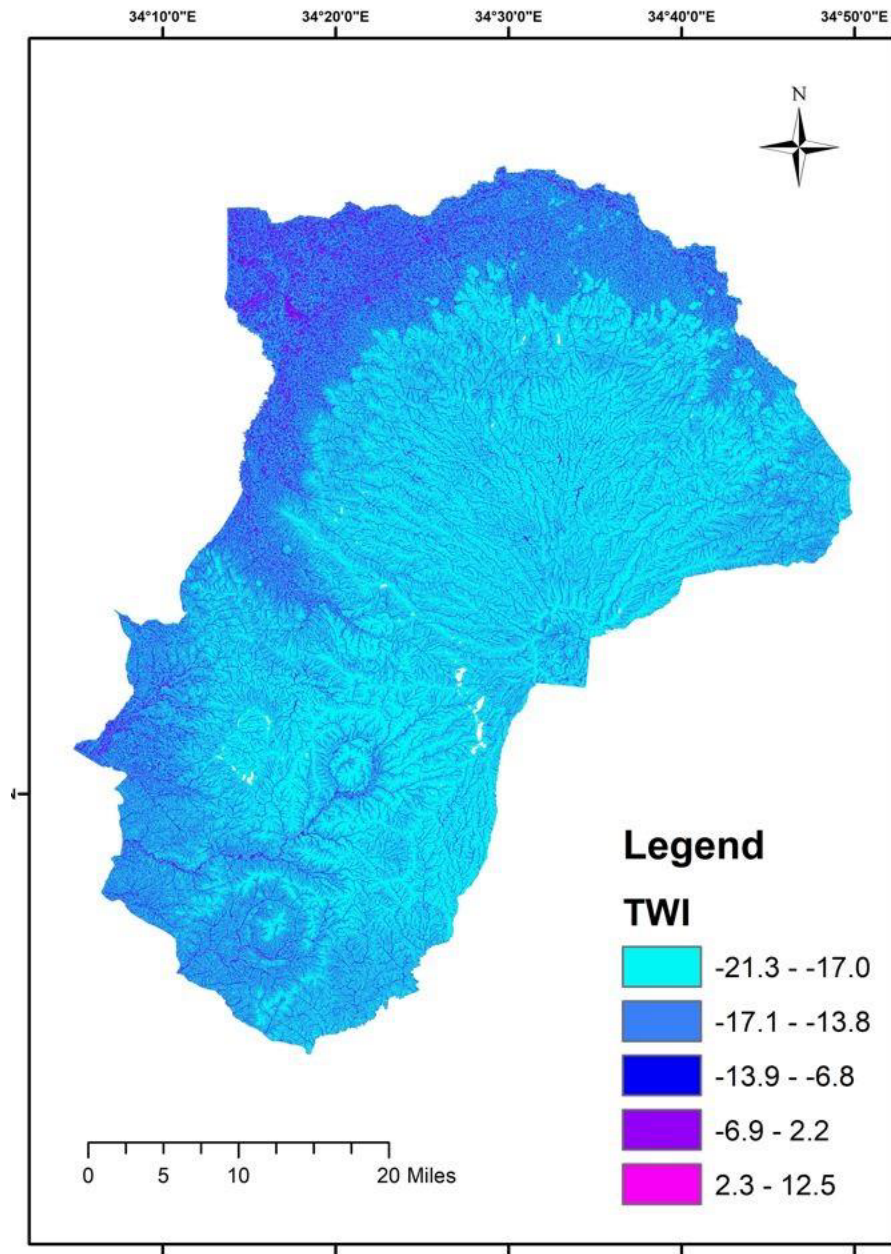 34°10'0"E 34°20'0"E 34°30'0"E 34°40'0"E 34°50'0"E
N
Legend
TWI
-21.3 - -17.0
-17.1 - -13.8
-13.9 - -6.8
-6.9 - 2.2
2.3 - 12.5
0 5 10 20 Miles